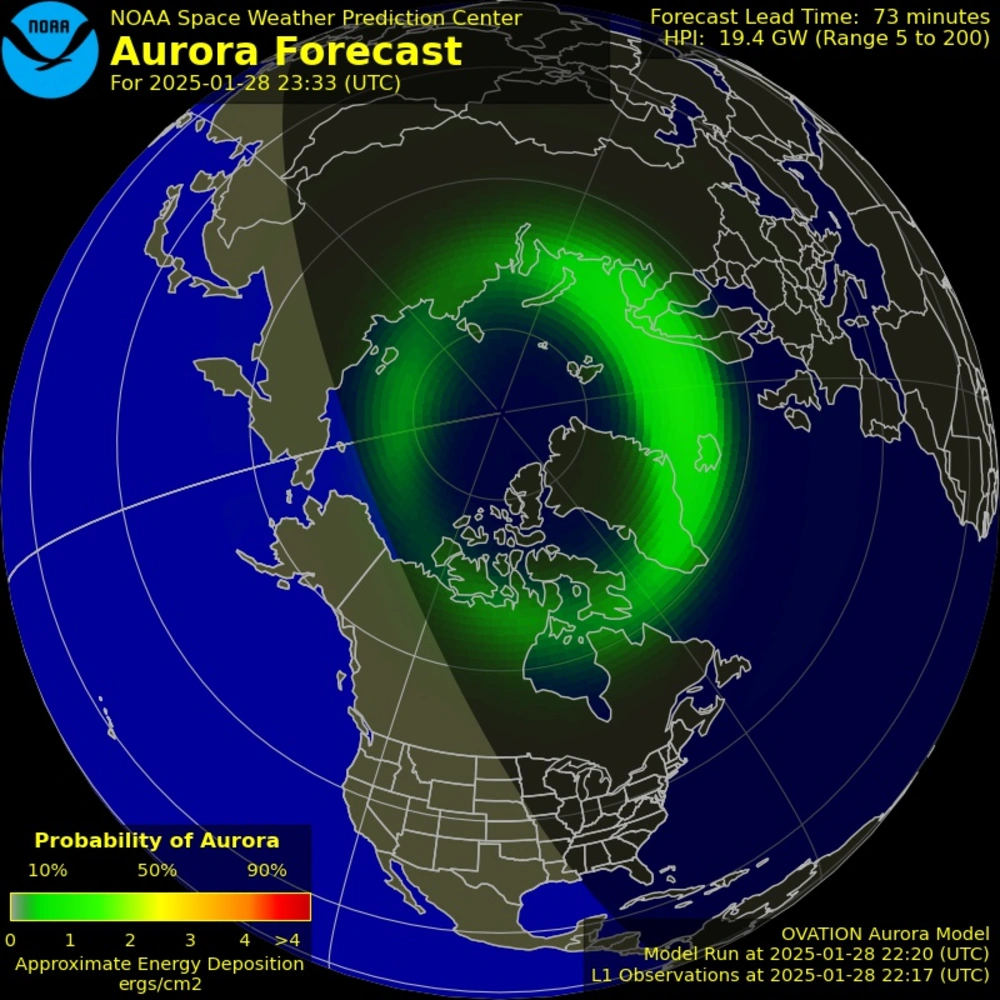 NOAA
NOAA Space Weather Prediction Center
Aurora Forecast
For 2025-01-28 23:33 (UTC)
Forecast Lead Time: 73 minutes
HPI: 19.4 GW (Range 5 to 200)
Probability of Aurora
10% 50% 90%
0 1 2 3 4 >4
Approximate Energy Deposition
ergs/cm2
OVATION Aurora Model
Model Run at 2025-01-28 22:20 (UTC)
L1 Observations at 2025-01-28 22:17 (UTC)